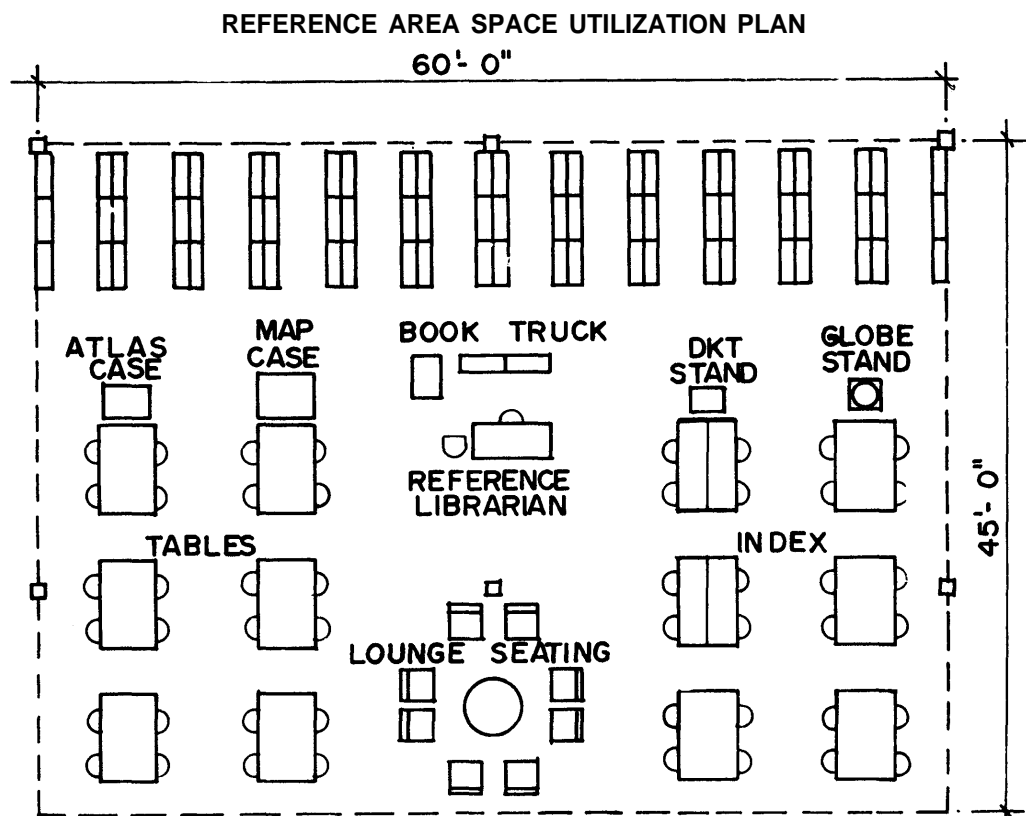 REFERENCE AREA SPACE UTILIZATION PLAN
60'-0"
ATLAS
CASE
MAP
CASE
BOOK TRUCK
DKT
STAND
GLOBE
STAND
REFERENCE
LIBRARIAN
45'-0"
TABLES
INDEX
LOUNGE SEATING